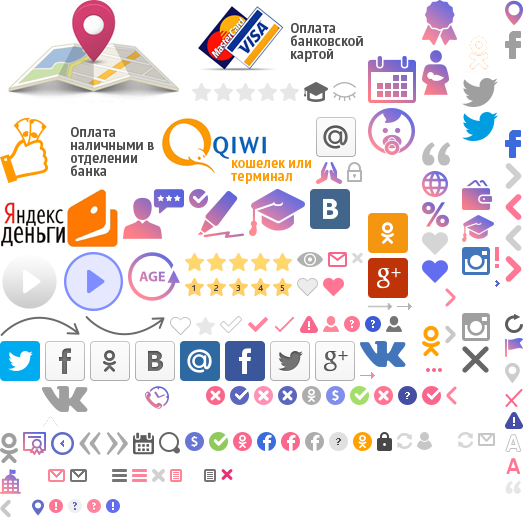 MasterCard
VISA
Оплата
банковской
картой
Оплата
наличными в
отделении
банка
QIWI
кошелек или
терминал
@
Яндекс
деньги
B
g+
AGE
1 2 3 4 5
f
B
@
f
g+
A
A